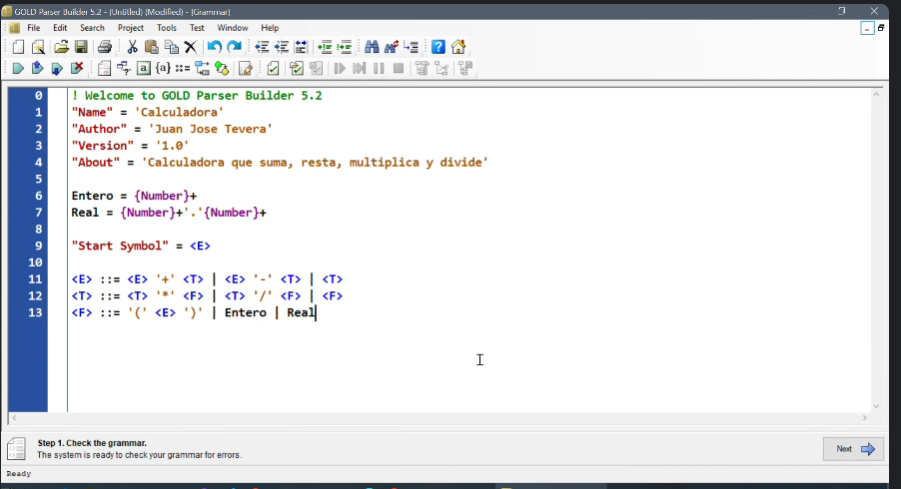 GOLD Parser Builder 5.2 - (Untitled) (Modified) - [Grammar]
File Edit Search Project Tools Test Window Help
0 ! Welcome to GOLD Parser Builder 5.2
1 "Name" = 'Calculadora'
2 "Author" = 'Juan Jose Tevera'
3 "Version" = '1.0'
4 "About" = 'Calculadora que suma, resta, multiplica y divide'
5
6 Entero = {Number}+
7 Real = {Number}+'.'{Number}+
8
9 "Start Symbol" = <E>
10
11 <E> ::= <E> '+' <T> | <E> '-' <T> | <T>
12 <T> ::= <T> '*' <F> | <T> '/' <F> | <F>
13 <F> ::= '(' <E> ')' | Entero | Real
Step 1. Check the grammar.
The system is ready to check your grammar for errors.
Next
Ready